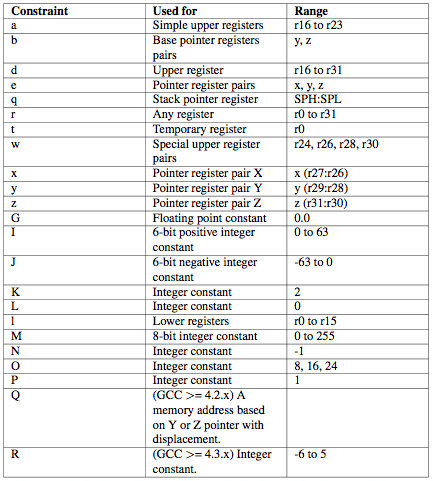 Constraint Used for Range
a Simple upper registers r16 to r23
b Base pointer registers y, z
pairs
d Upper register r16 to r31
e Pointer register pairs x, y, z
q Stack pointer register SPH:SPL
r Any register r0 to r31
t Temporary register r0
w Special upper register r24, r26, r28, r30
pairs
x Pointer register pair X x (r27:r26)
y Pointer register pair Y y (r29:r28)
z Pointer register pair Z z (r31:r30)
G Floating point constant 0.0
I 6-bit positive integer 0 to 63
constant
J 6-bit negative integer -63 to 0
constant
K Integer constant 2
L Integer constant 0
l Lower registers r0 to r15
M 8-bit integer constant 0 to 255
N Integer constant -1
O Integer constant 8, 16, 24
P Integer constant 1
Q (GCC >= 4.2.x) A
memory address based
on Y or Z pointer with
displacement.
R (GCC >= 4.3.x) Integer -6 to 5
constant.